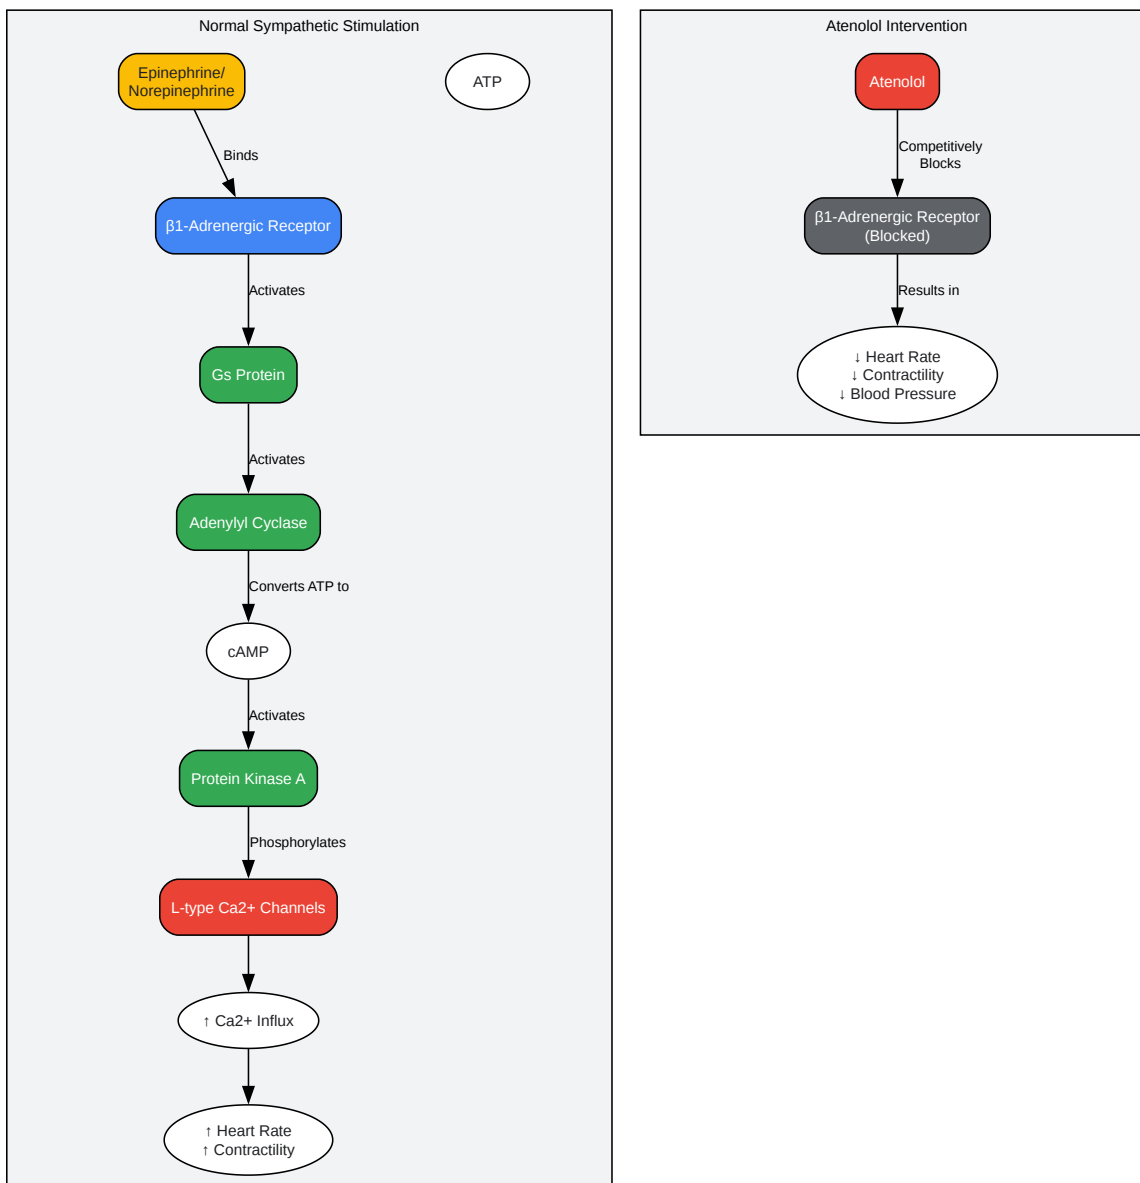 Normal Sympathetic Stimulation
Epinephrine/
Norepinephrine
ATP
Binds
β1-Adrenergic Receptor
Activates
Gs Protein
Activates
Adenylyl Cyclase
Converts ATP to
cAMP
Activates
Protein Kinase A
Phosphorylates
L-type Ca2+ Channels
↑ Ca2+ Influx
↑ Heart Rate
↑ Contractility
Atenolol Intervention
Atenolol
Competitively
Blocks
β1-Adrenergic Receptor
(Blocked)
Results in
↓ Heart Rate
↓ Contractility
↓ Blood Pressure